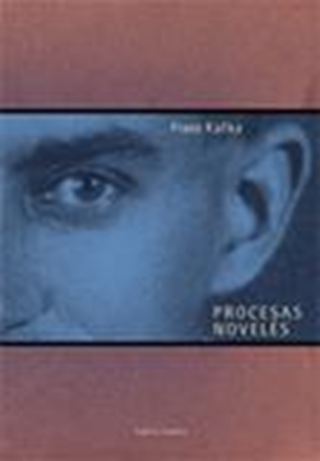 Franz Kafka
PROCESAS
NOVELĖS